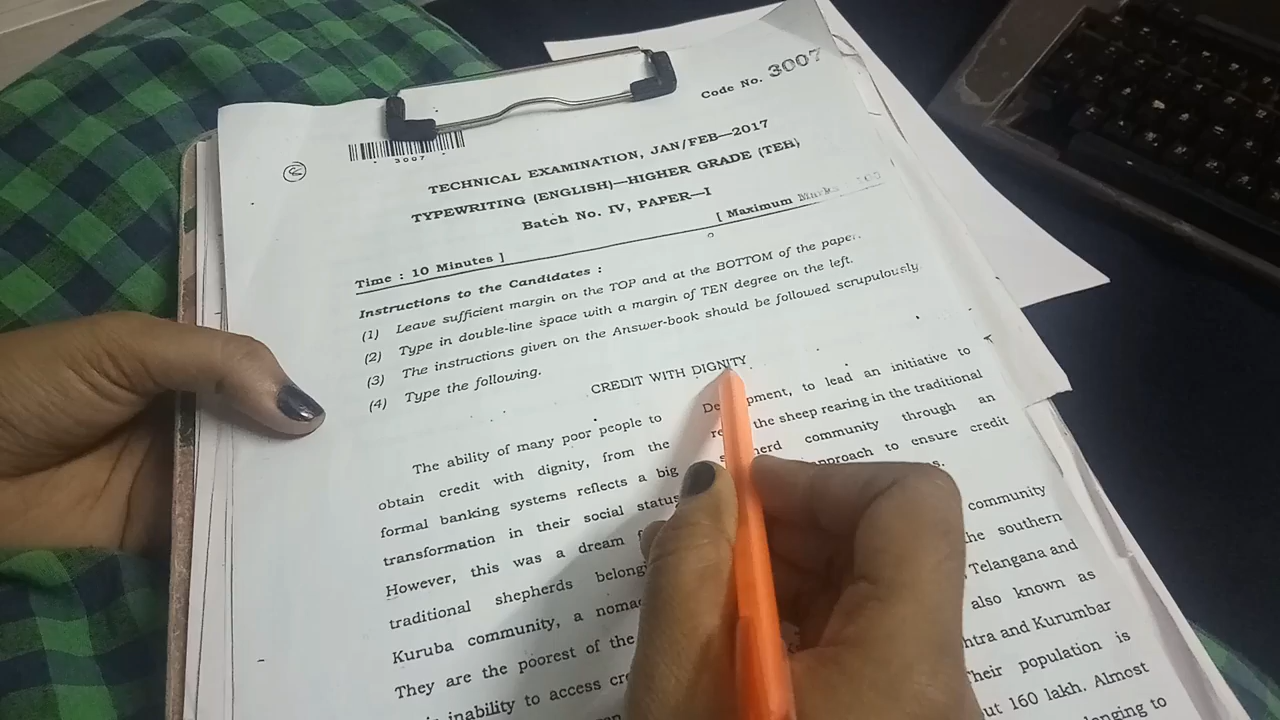 Code No. 3007
3007
TECHNICAL EXAMINATION, JAN/FEB—2017
TYPEWRITING (ENGLISH)—HIGHER GRADE (TEH)
Batch No. IV, PAPER—I
Time : 10 Minutes ]
[ Maximum Marks
Instructions to the Candidates :
(1) Leave sufficient margin on the TOP and at the BOTTOM of the paper.
(2) Type in double-line space with a margin of TEN degree on the left.
(3) The instructions given on the Answer-book should be followed scrupulously.
(4) Type the following.
CREDIT WITH DIGNITY
The ability of many poor people to
obtain credit with dignity, from the
formal banking systems reflects a big
transformation in their social status
However, this was a dream
traditional shepherds
Kuruba community, a
They are the poorest of the
inability to access
to lead an initiative to
the sheep rearing in the traditional
community through an
approach to ensure credit
community
southern
Telangana and
also known as
and Kurumbar
population is
160 lakh. Almost
to